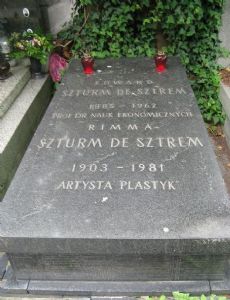 EDWARD
SZTURM DE SZTREM
1885 - 1962
PROF. DR NAUK EKONOMICZNYCH
RIMMA-
SZTURM DE SZTREM
1903 - 1981
ARTYSTA PLASTYK